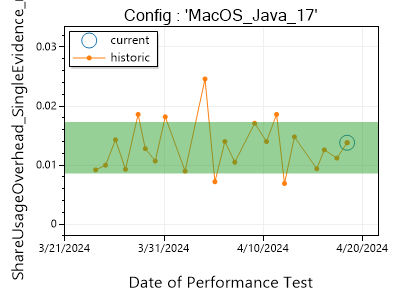 Config : 'MacOS_Java_17'
ShareUsageOverhead_SingleEvidence_
current
historic
0.03
0.02
0.01
0
3/21/2024
3/31/2024
4/10/2024
4/20/2024
Date of Performance Test